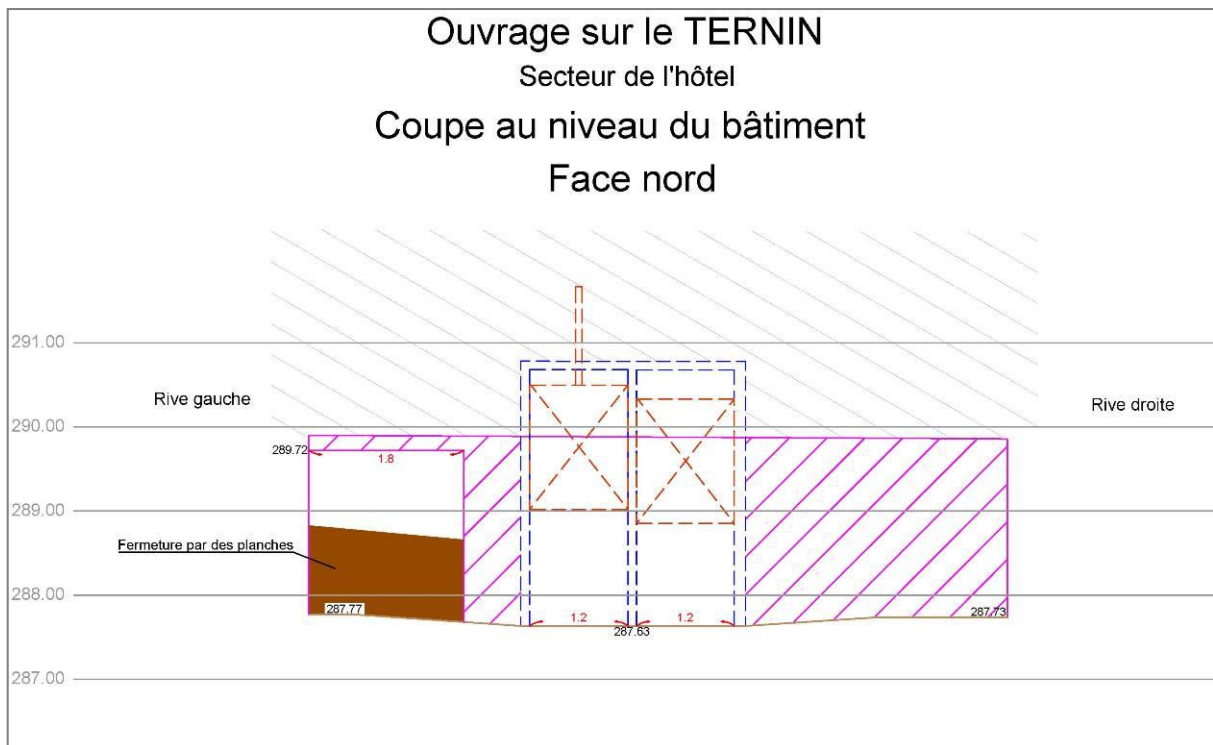 Ouvrage sur le TERNIN
Secteur de l'hôtel
Coupe au niveau du bâtiment
Face nord
291.00
Rive gauche
Rive droite
290.00
289.72
1.8
289.00
Fermeture par des planches
288.00
287.77
287.73
1.2
1.2
287.63
287.00